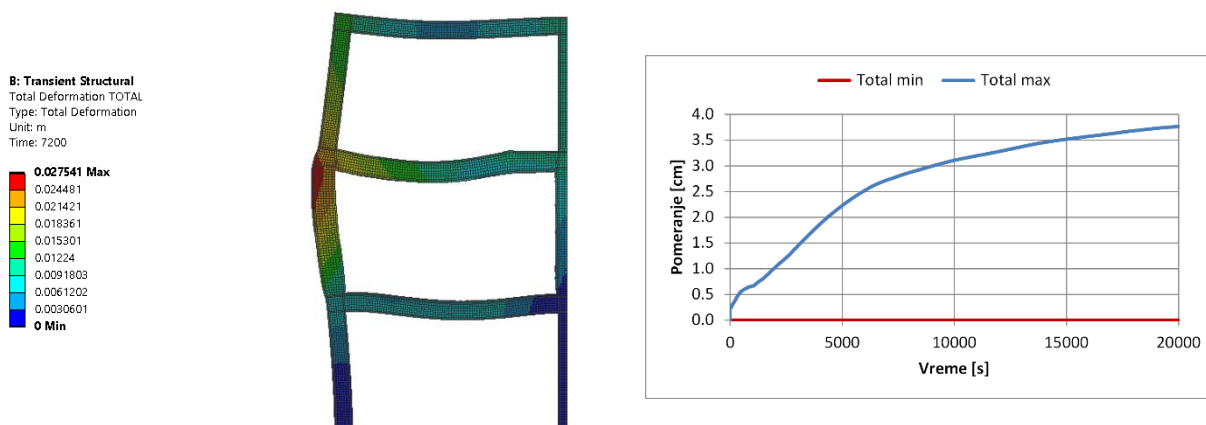 B: Transient Structural
Total Deformation TOTAL
Type: Total Deformation
Unit: m
Time: 7200
0.027541 Max
0.024481
0.021421
0.018361
0.015301
0.01224
0.0091803
0.0061202
0.0030601
0 Min
Total min
Total max
4.0
3.5
3.0
2.5
2.0
1.5
1.0
0.5
0.0
Pomeranje [cm]
0
5000
10000
15000
20000
Vreme [s]